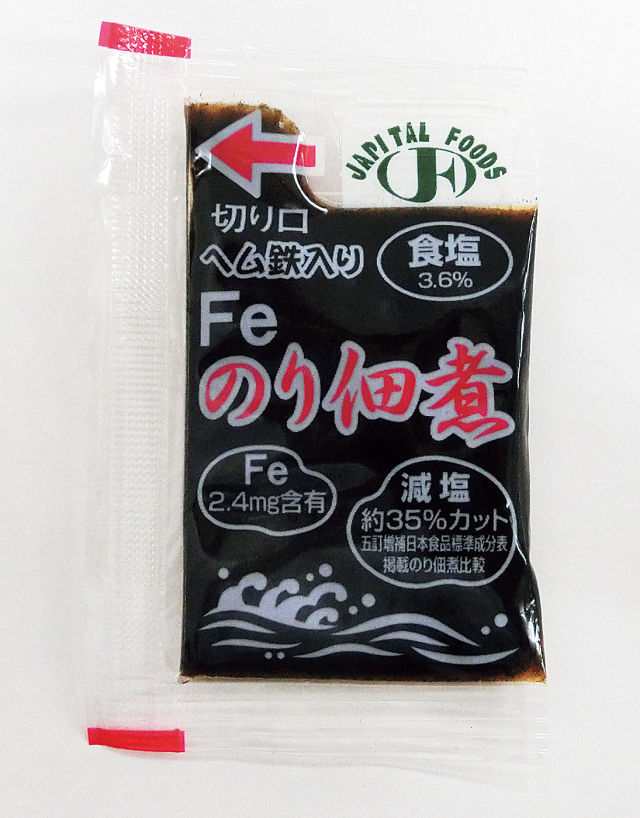 JAPITAL FOODS
JF
切り口
ヘム鉄入り
食塩
3.6%
Fe
のり佃煮
Fe
2.4mg含有
減塩
約35%カット
五訂増補日本食品標準成分表
掲載のり佃煮比較